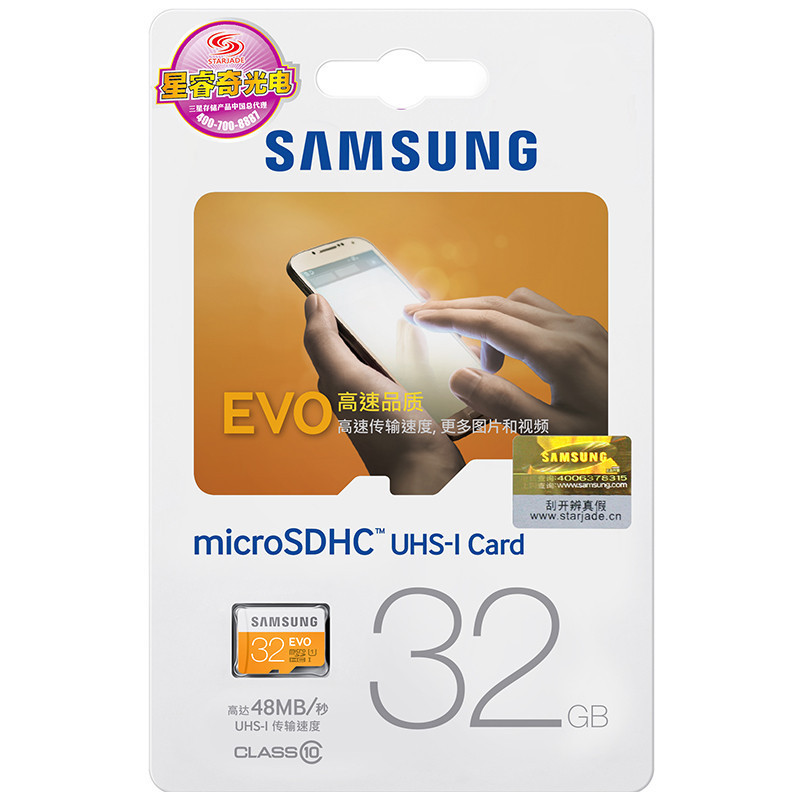 STARJADE
星睿奇光电
三星存储产品中国总代理
400-700-8887
SAMSUNG
EVO
高速品质
高速传输速度, 更多图片和视频
SAMSUNG
4006378315
www.samsung.com
刮开辨真假
www.starjade.cn
microSDHC™ UHS-I Card
SAMSUNG
32 EVO
32GB
高达48MB/秒
UHS-I 传输速度
CLASS 10